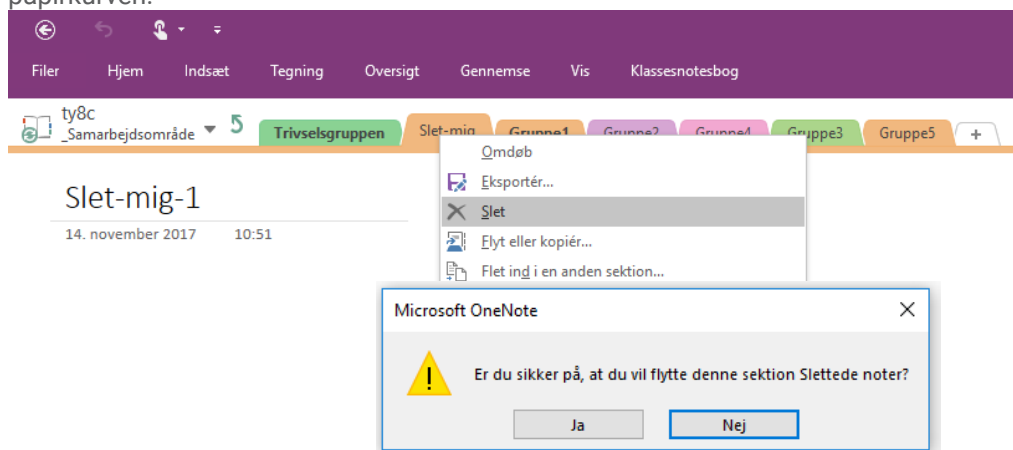 papirkurven.
Filer Hjem Indsæt Tegning Oversigt Gennemse Vis Klassesnotesbog
ty8c
_Samarbejdsområde Trivselsgruppen Slet-mig Gruppe1 Gruppe2 Gruppe4 Gruppe3 Gruppe5 +
Omdøb
Slet-mig-1
Eksportér...
Slet
14. november 2017 10:51
Flyt eller kopiér...
Flet ind i en anden sektion...
Microsoft OneNote
Er du sikker på, at du vil flytte denne sektion Slettede noter?
Ja Nej